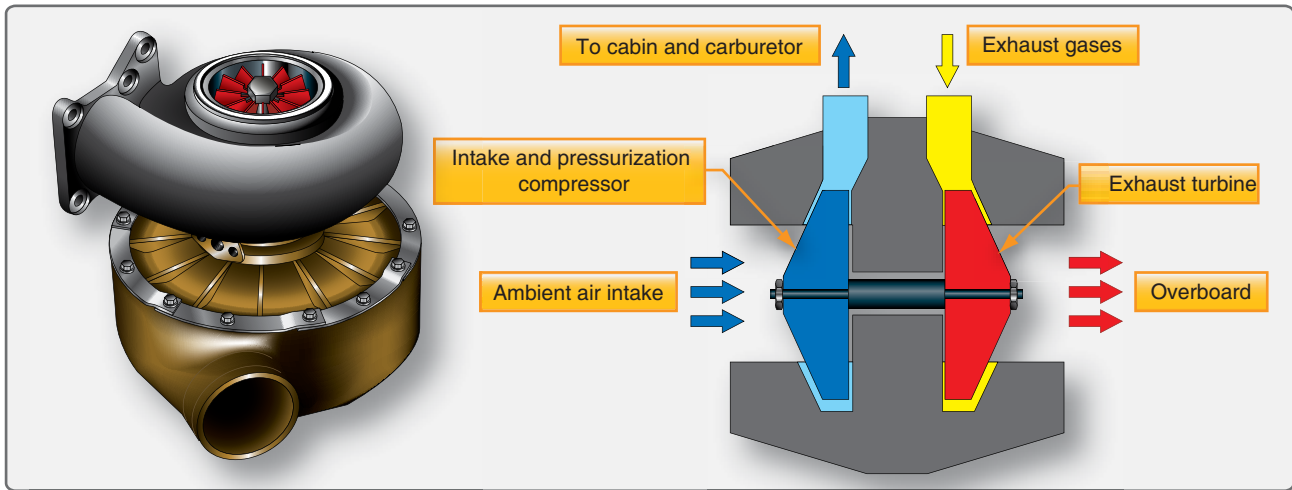 To cabin and carburetor
Exhaust gases
Intake and pressurization
compressor
Exhaust turbine
Ambient air intake
Overboard